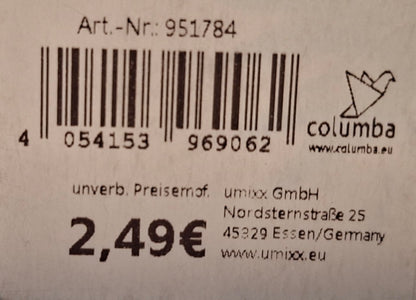 Art.-Nr.: 951784
4 054153 969062
columba
www.columba.eu
unverb. Preisempf. umixx GmbH
Nordsternstraße 25
2,49€ 45329 Essen/Germany
www.umixx.eu